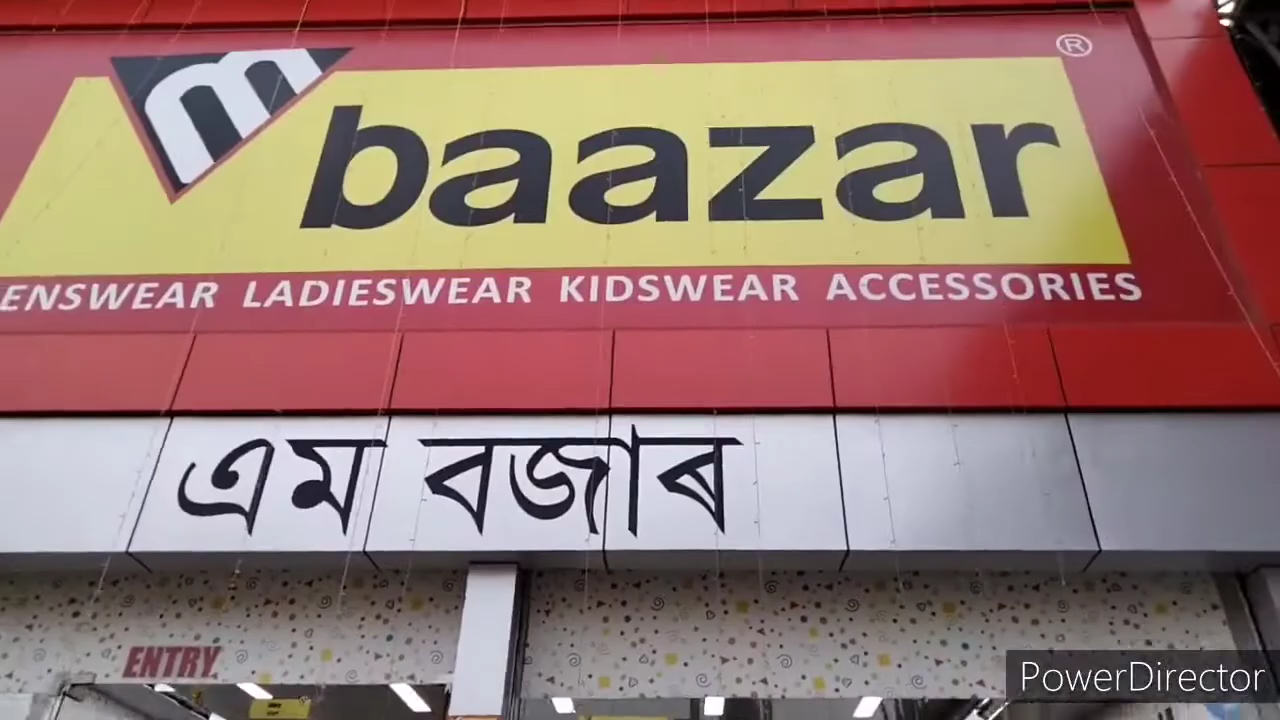 m baazar ®
ENSWEAR LADIESWEAR KIDSWEAR ACCESSORIES
এম বজাৰ
ENTRY
PowerDirector